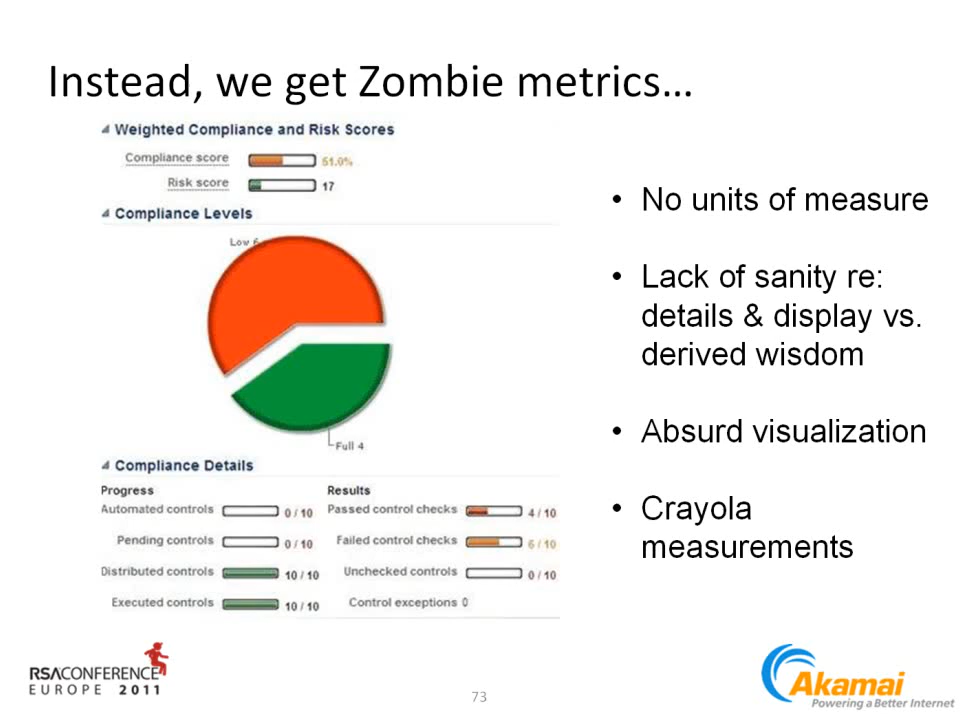 Instead, we get Zombie metrics…
Weighted Compliance and Risk Scores
Compliance score 51.0%
Risk score 17
Compliance Levels
Low 6
Full 4
Compliance Details
Progress
Automated controls 0 / 10
Pending controls 0 / 10
Distributed controls 10 / 10
Executed controls 10 / 10
Results
Passed control checks 4 / 10
Failed control checks 6 / 10
Unchecked controls 0 / 10
Control exceptions 0
• No units of measure
• Lack of sanity re:
details & display vs.
derived wisdom
• Absurd visualization
• Crayola
measurements
RSACONFERENCE
EUROPE 2011
73
Akamai
Powering a Better Internet